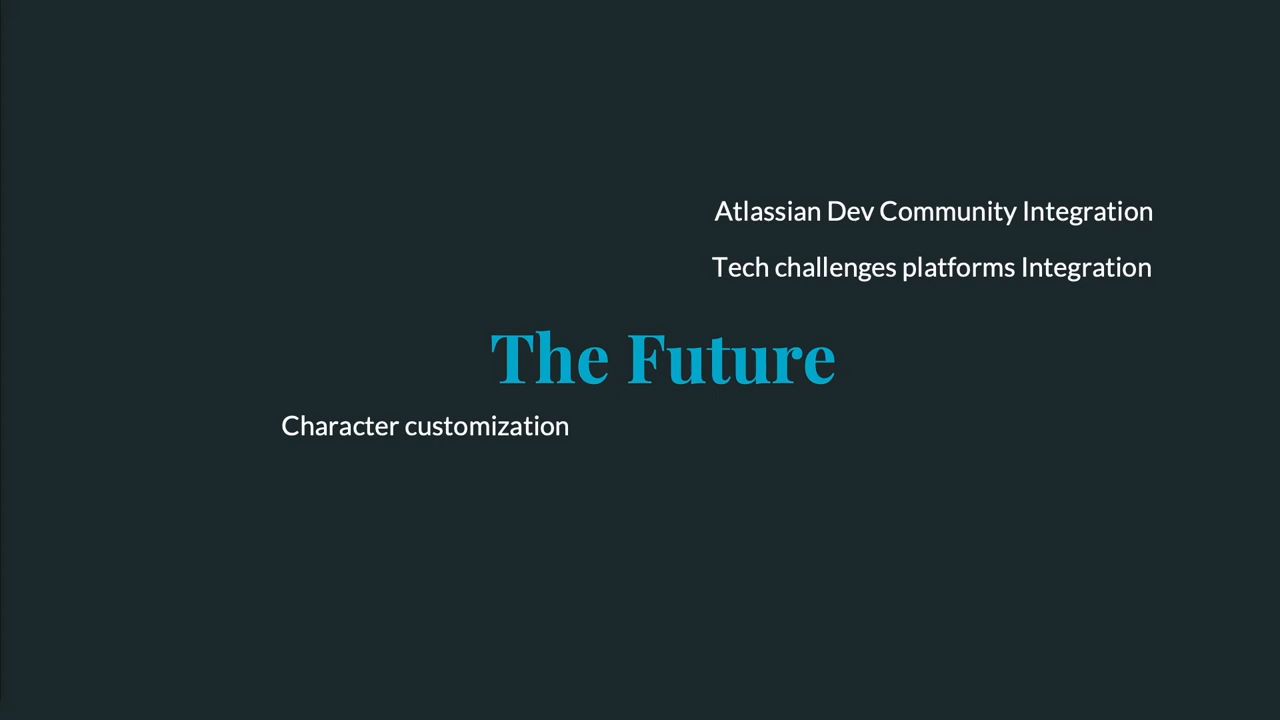 Atlassian Dev Community Integration
Tech challenges platforms Integration
The Future
Character customization